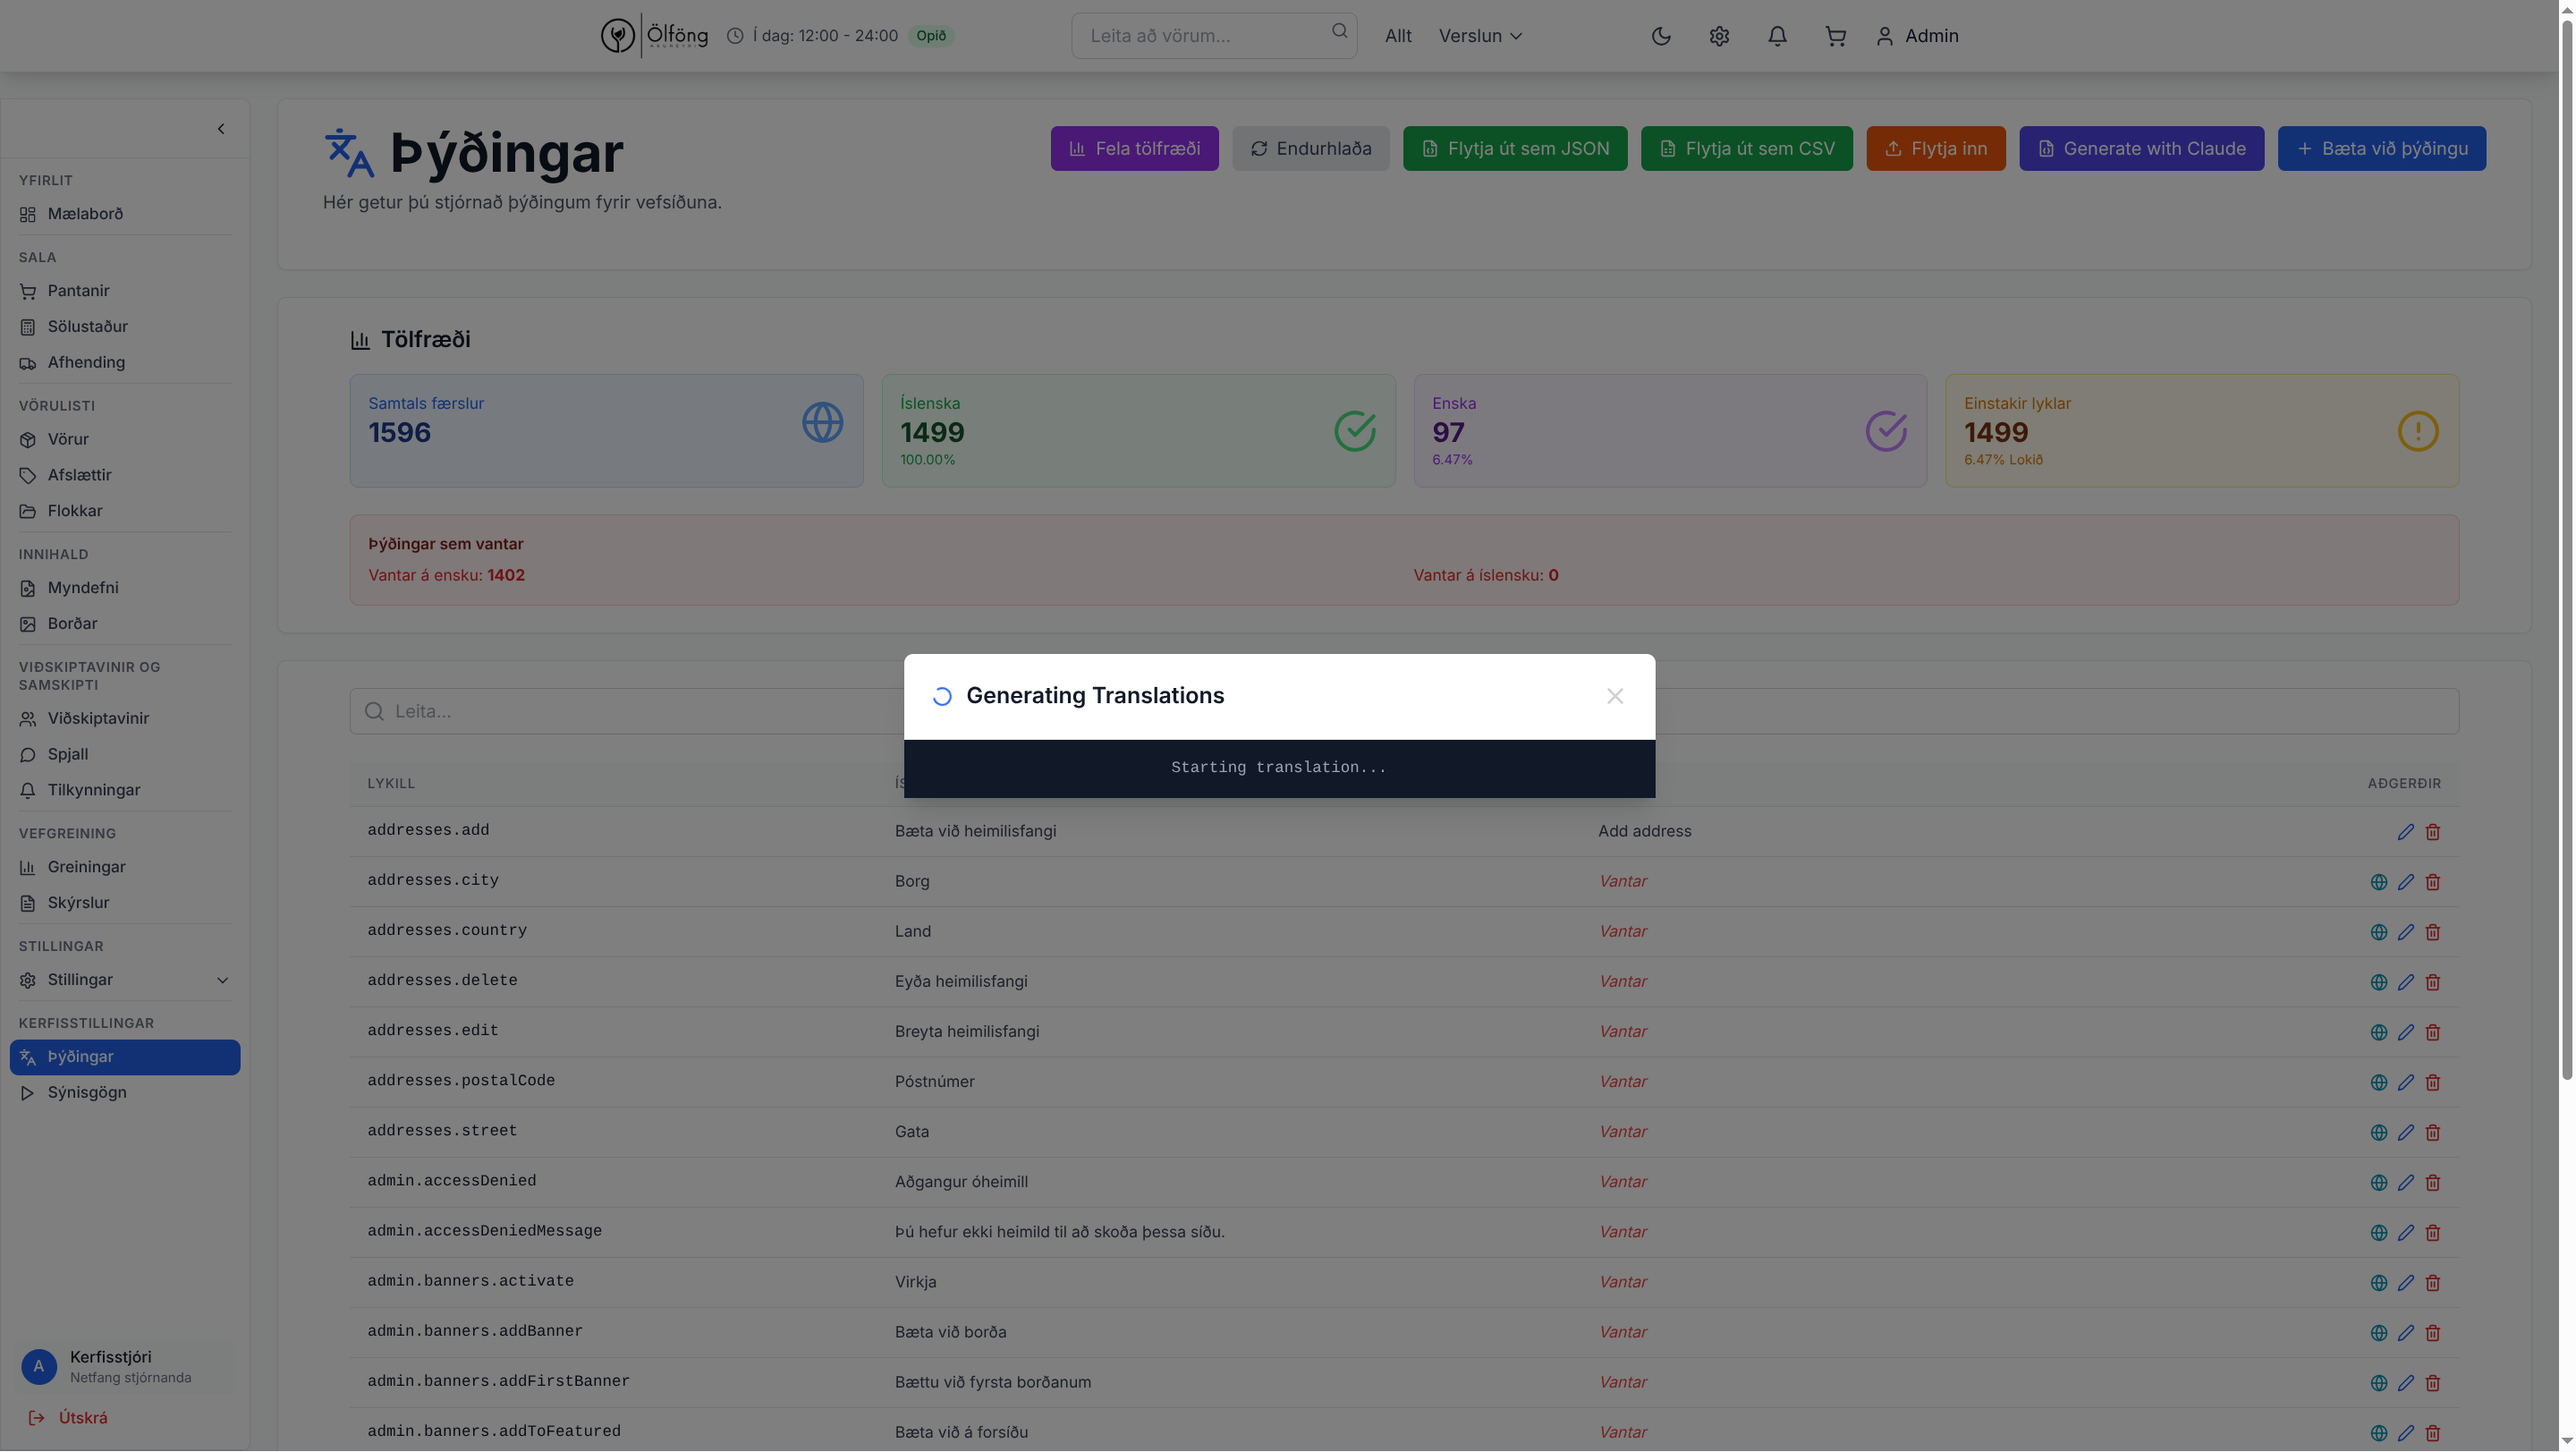 Ölföng
Í dag: 12:00 - 24:00 Opið
Leita að vörum...
Allt
Verslun
Admin
YFIRLIT
Mælaborð
SALA
Pantanir
Sölustaður
Afhending
VÖRULISTI
Vörur
Afslættir
Flokkar
INNIHALD
Myndefni
Borðar
VIÐSKIPTAVINIR OG
SAMSKIPTI
Viðskiptavinir
Spjall
Tilkynningar
VEFGREINING
Greiningar
Skýrslur
STILLINGAR
Stillingar
KERFISSTILLINGAR
Þýðingar
Sýnisgögn
A
Kerfisstjóri
Netfang stjórnanda
Útskrá
Þýðingar
Hér getur þú stjórnað þýðingum fyrir vefsíðuna.
Fela tölfræði
Endurhlaða
Flytja út sem JSON
Flytja út sem CSV
Flytja inn
Generate with Claude
Bæta við þýðingu
Tölfræði
Samtals færslur
1596
Íslenska
1499
100.00%
Enska
97
6.47%
Einstakir lyklar
1499
6.47% Lokið
Þýðingar sem vantar
Vantar á ensku: 1402
Vantar á íslensku: 0
Leita...
Generating Translations
Starting translation...
LYKILL ÍS AÐGERÐIR
addresses.add Bæta við heimilisfangi Add address
addresses.city Borg Vantar
addresses.country Land Vantar
addresses.delete Eyða heimilisfangi Vantar
addresses.edit Breyta heimilisfangi Vantar
addresses.postalCode Póstnúmer Vantar
addresses.street Gata Vantar
admin.accessDenied Aðgangur óheimill Vantar
admin.accessDeniedMessage Þú hefur ekki heimild til að skoða þessa síðu. Vantar
admin.banners.activate Virkja Vantar
admin.banners.addBanner Bæta við borða Vantar
admin.banners.addFirstBanner Bættu við fyrsta borðanum Vantar
admin.banners.addToFeatured Bæta við á forsíðu Vantar